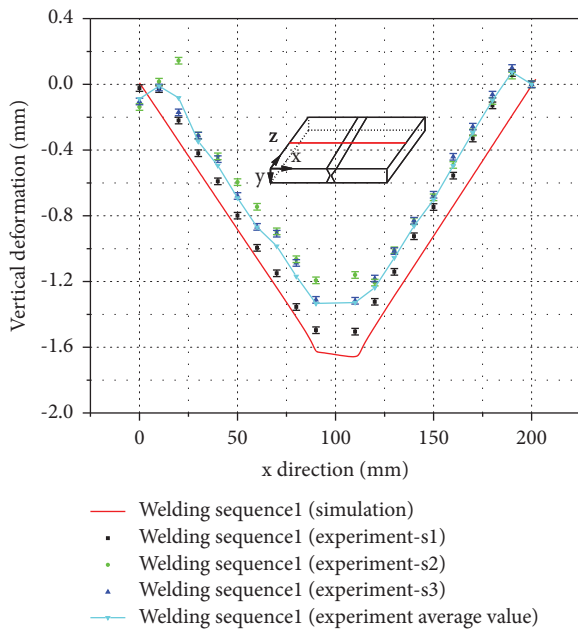 0.4
0.0
-0.4
-0.8
-1.2
-1.6
-2.0
Vertical deformation (mm)
z
x
y
0
50
100
150
200
x direction (mm)
Welding sequence1 (simulation)
Welding sequence1 (experiment-s1)
Welding sequence1 (experiment-s2)
Welding sequence1 (experiment-s3)
Welding sequence1 (experiment average value)